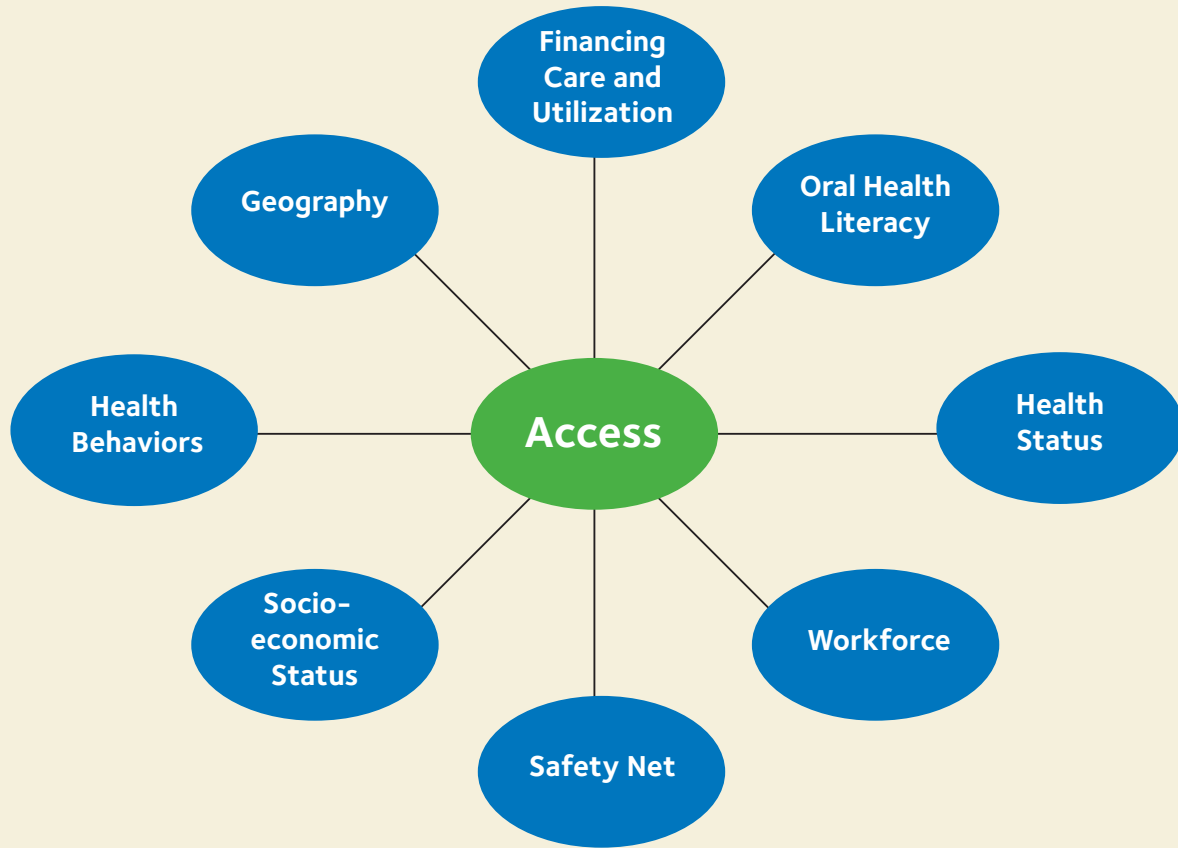 Financing
Care and
Utilization
Geography
Oral Health
Literacy
Health
Behaviors
Access
Health
Status
Socio-
economic
Status
Workforce
Safety Net